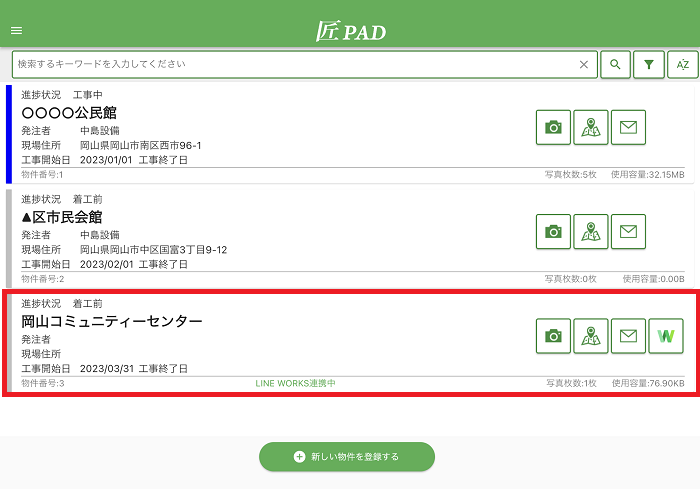 匠PAD
検索するキーワードを入力してください
AZ
進捗状況 工事中
〇〇〇〇公民館
発注者 中島設備
現場住所 岡山県岡山市南区西市96-1
工事開始日 2023/01/01 工事終了日
物件番号:1 写真枚数:5枚 使用容量:32.15MB
進捗状況 着工前
▲区市民会館
発注者 中島設備
現場住所 岡山県岡山市中区国富3丁目9-12
工事開始日 2023/02/01 工事終了日
物件番号:2 写真枚数:0枚 使用容量:0.00B
進捗状況 着工前
岡山コミュニティーセンター
発注者
現場住所
工事開始日 2023/03/31 工事終了日
物件番号:3 LINE WORKS連携中 写真枚数:1枚 使用容量:76.90KB
新しい物件を登録する